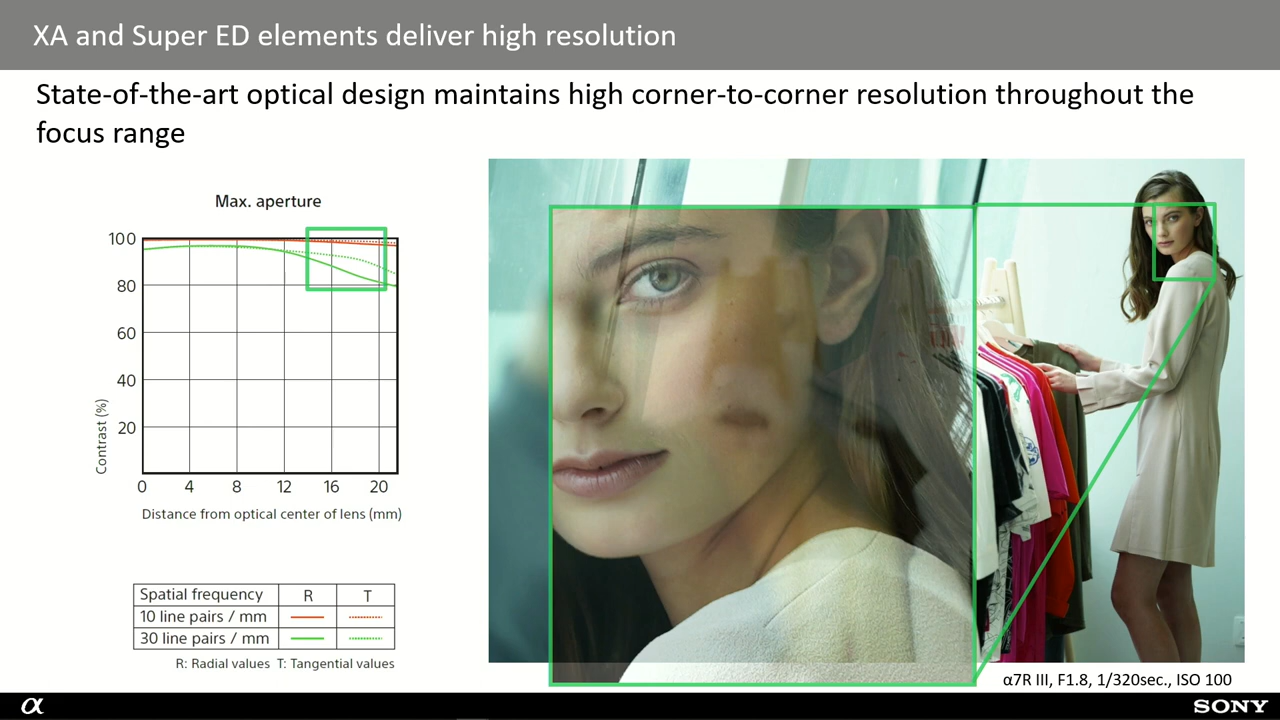 XA and Super ED elements deliver high resolution
State-of-the-art optical design maintains high corner-to-corner resolution throughout the
focus range
Max. aperture
100
80
60
40
20
Contrast (%)
0 4 8 12 16 20
Distance from optical center of lens (mm)
Spatial frequency R T
10 line pairs / mm
30 line pairs / mm
R: Radial values T: Tangential values
α7R III, F1.8, 1/320sec., ISO 100
α SONY